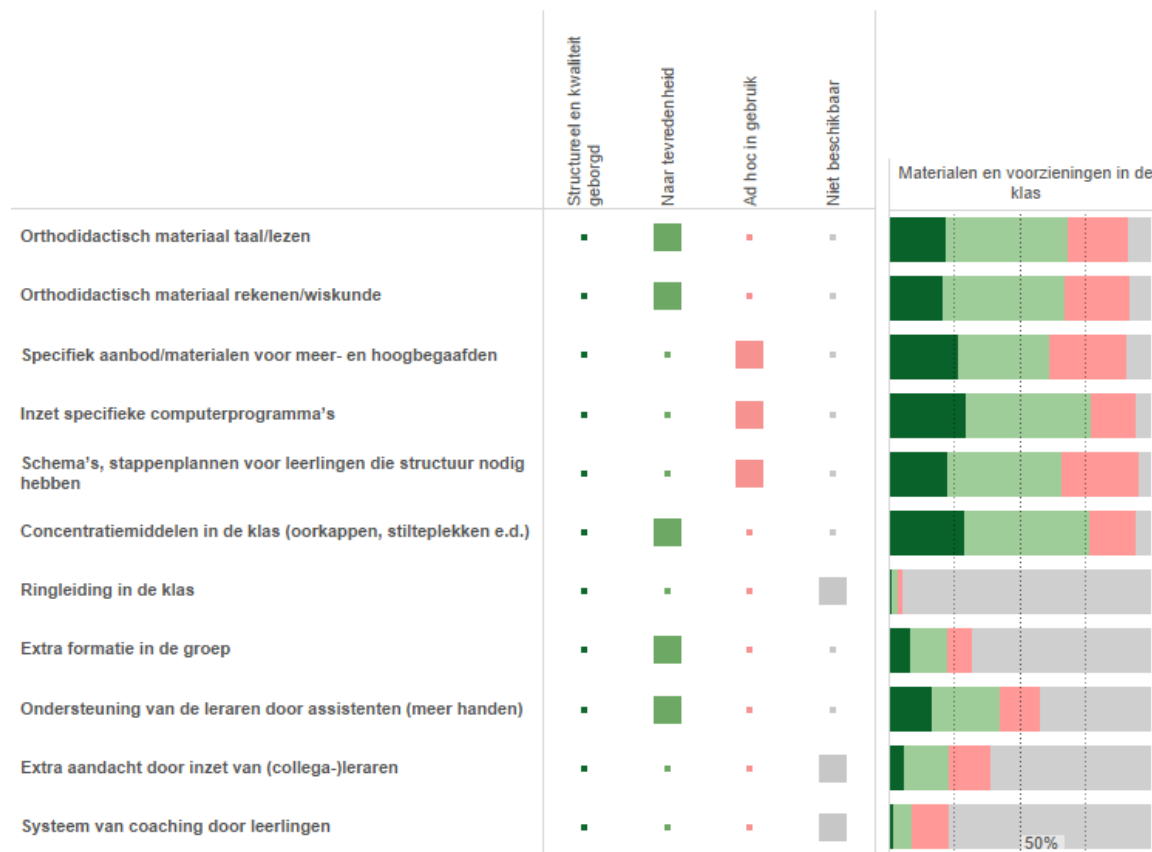 Structureel en kwaliteit
geborgd
Naar tevredenheid
Ad hoc in gebruik
Niet beschikbaar
Materialen en voorzieningen in de
klas
Orthodidactisch materiaal taal/lezen
Orthodidactisch materiaal rekenen/wiskunde
Specifiek aanbod/materialen voor meer- en hoogbegaafden
Inzet specifieke computerprogramma's
Schema's, stappenplannen voor leerlingen die structuur nodig
hebben
Concentratiemiddelen in de klas (oorkappen, stilteplekken e.d.)
Ringleiding in de klas
Extra formatie in de groep
Ondersteuning van de leraren door assistenten (meer handen)
Extra aandacht door inzet van (collega-)leraren
Systeem van coaching door leerlingen
50%